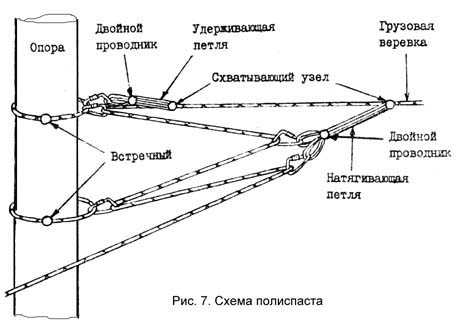 Двойной
проводник
Удерживающая
петля
Грузовая
веревка
Опора
Схватывающий узел
Встречный
Двойной
проводник
Натягивающая
петля
Рис. 7. Схема полиспаста